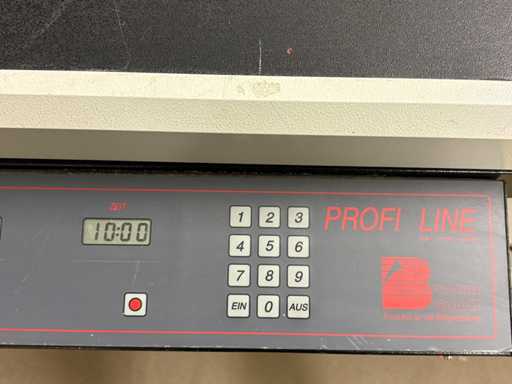 ZEIT
10:00
1 2 3
4 5 6
7 8 9
EIN 0 AUS
PROFI LINE
B